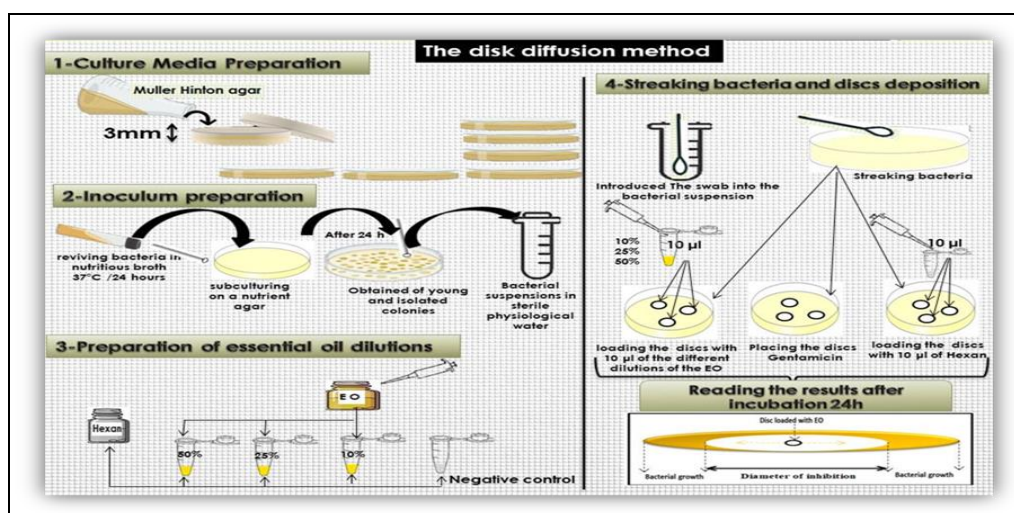 The disk diffusion method
1-Culture Media Preparation
Muller Hinton agar
3mm
2-Inoculum preparation
reviving bacteria in
nutritious broth
37°C /24 hours
subculturing
on a nutrient
agar
After 24 h
Obtained of young
and isolated
colonies
Bacterial
suspensions in
sterile
physiological
water
3-Preparation of essential oil dilutions
E O
Hexan
50%
25%
10%
Negative control
4-Streaking bacteria and discs deposition
Introduced The swab into the
bacterial suspension
Streaking bacteria
10%
25%
50%
10 µl
10 µl
loading the discs with
10 µl of the different
dilutions of the EO
Placing the discs
Gentamicin
loading the discs
with 10 µl of Hexan
Reading the results after
incubation 24h
Disc loaded with EO
Bacterial growth
Diameter of inhibition
Bacterial growth